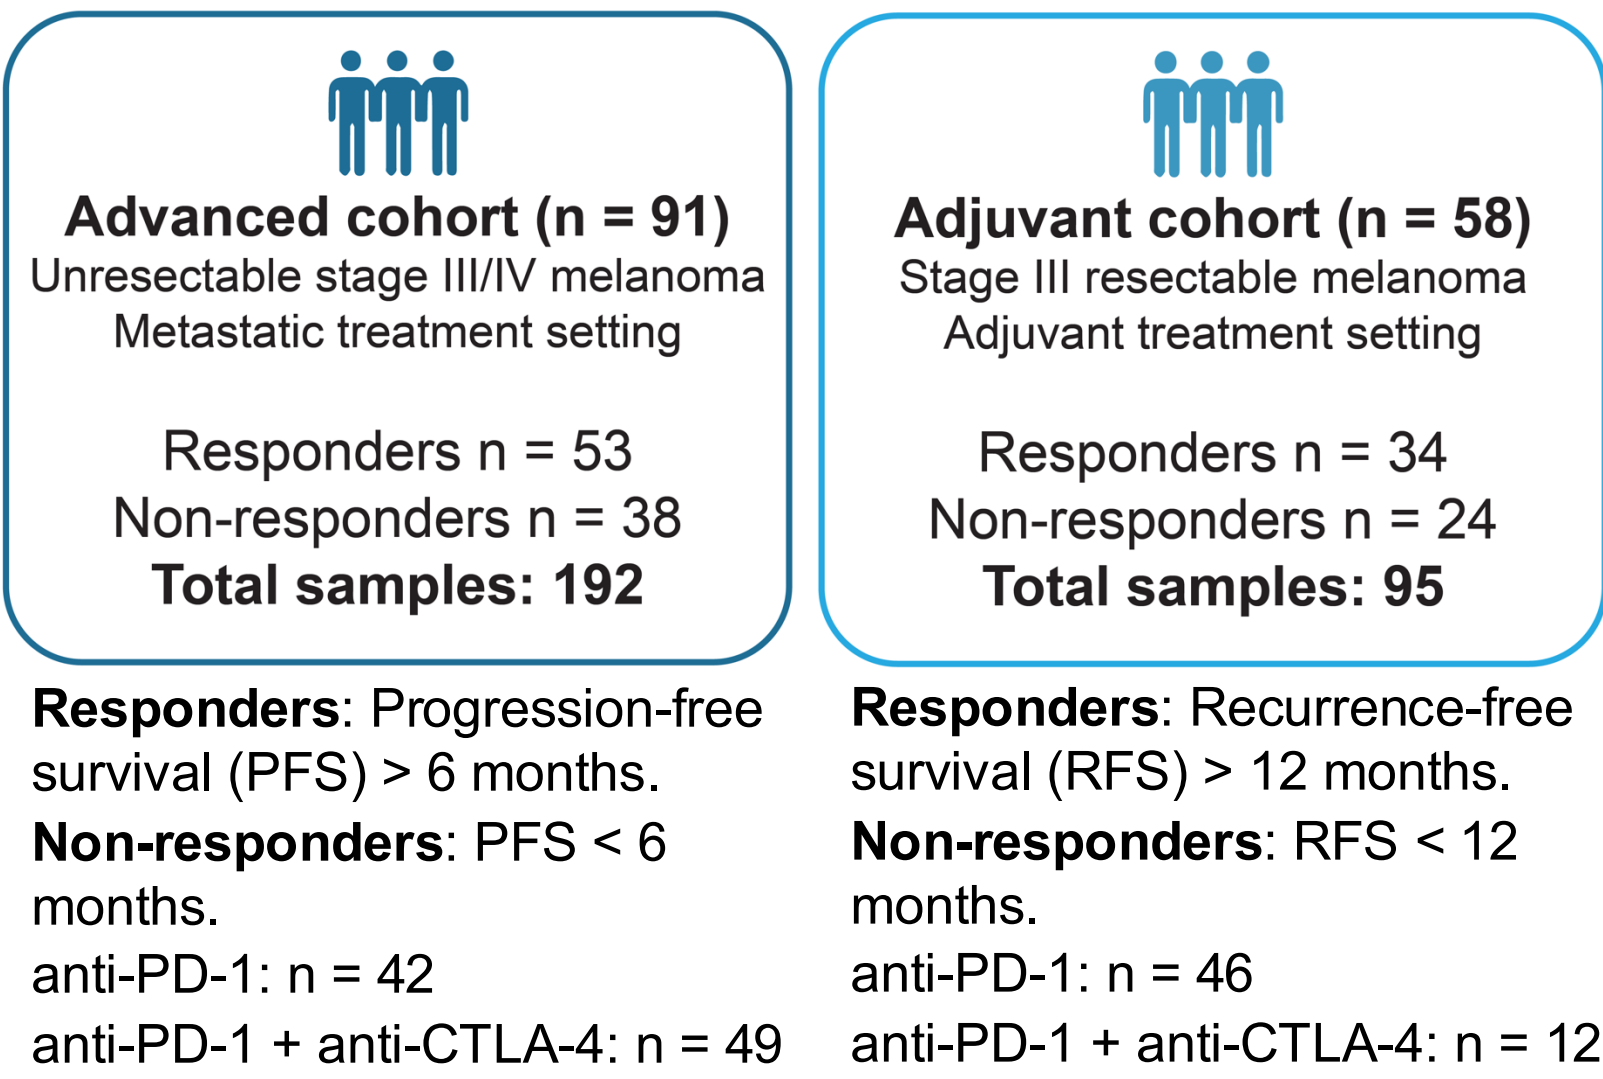 Advanced cohort (n = 91)
Unresectable stage III/IV melanoma
Metastatic treatment setting
Responders n = 53
Non-responders n = 38
Total samples: 192
Responders: Progression-free
survival (PFS) > 6 months.
Non-responders: PFS < 6
months.
anti-PD-1: n = 42
anti-PD-1 + anti-CTLA-4: n = 49
Adjuvant cohort (n = 58)
Stage III resectable melanoma
Adjuvant treatment setting
Responders n = 34
Non-responders n = 24
Total samples: 95
Responders: Recurrence-free
survival (RFS) > 12 months.
Non-responders: RFS < 12
months.
anti-PD-1: n = 46
anti-PD-1 + anti-CTLA-4: n = 12